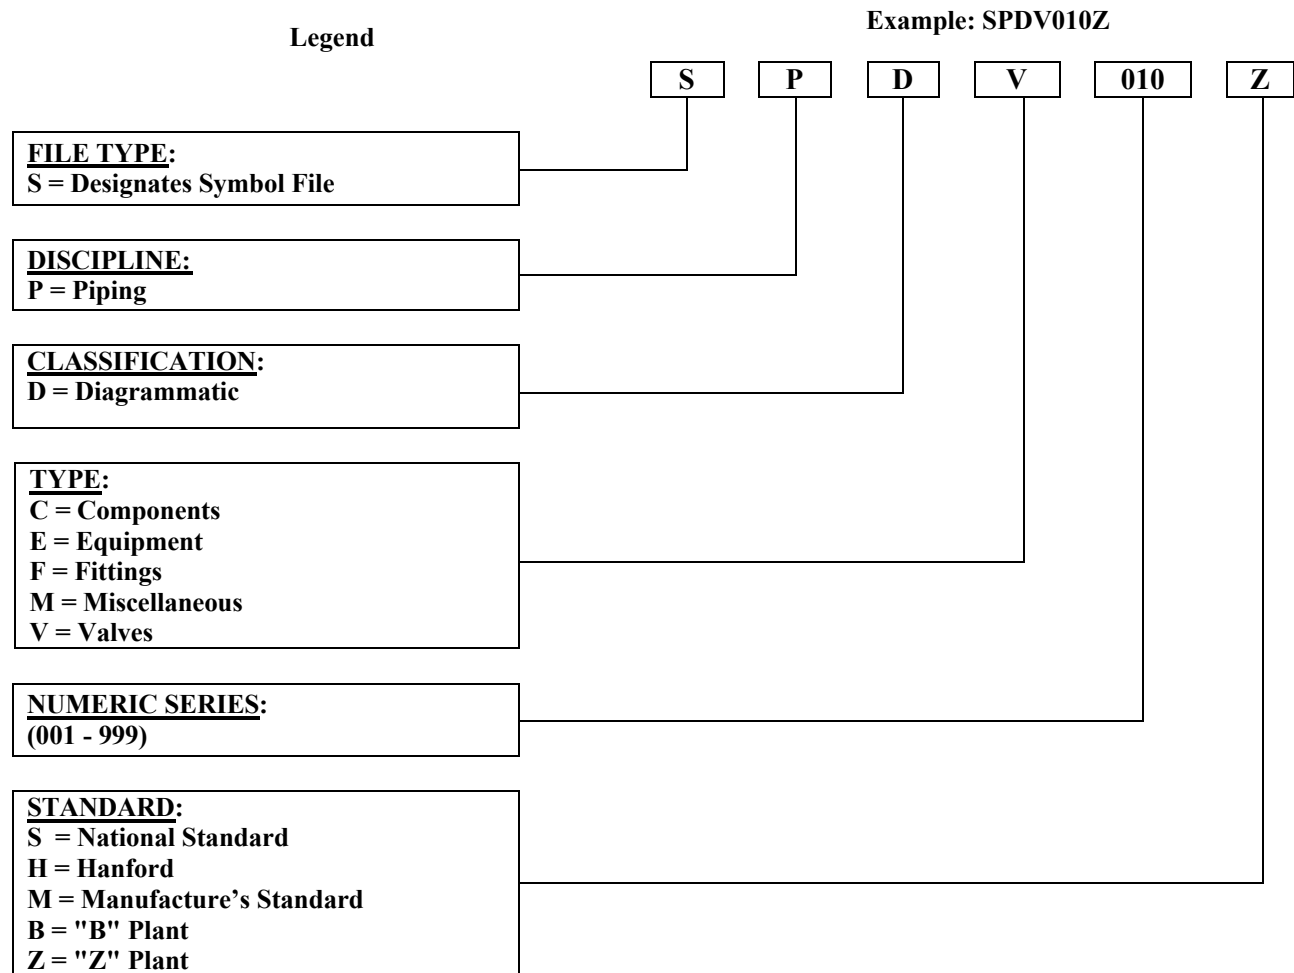 Legend
Example: SPDV010Z
S P D V 010 Z
FILE TYPE:
S = Designates Symbol File
DISCIPLINE:
P = Piping
CLASSIFICATION:
D = Diagrammatic
TYPE:
C = Components
E = Equipment
F = Fittings
M = Miscellaneous
V = Valves
NUMERIC SERIES:
(001 - 999)
STANDARD:
S = National Standard
H = Hanford
M = Manufacture’s Standard
B = "B" Plant
Z = "Z" Plant